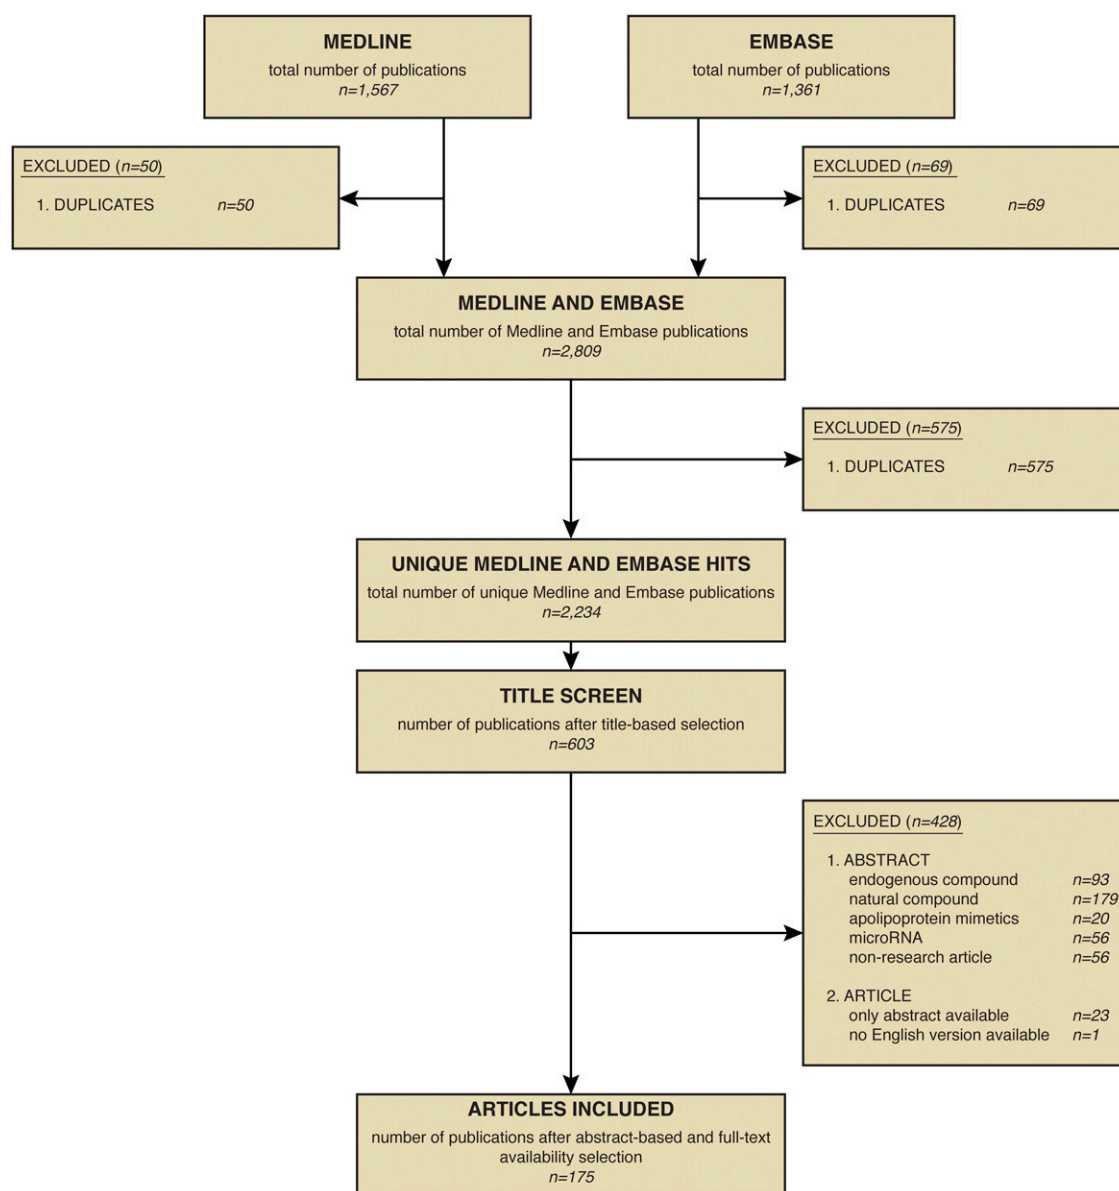 MEDLINE
total number of publications
n=1,567
EMBASE
total number of publications
n=1,361
EXCLUDED (n=50)
1. DUPLICATES n=50
EXCLUDED (n=69)
1. DUPLICATES n=69
MEDLINE AND EMBASE
total number of Medline and Embase publications
n=2,809
EXCLUDED (n=575)
1. DUPLICATES n=575
UNIQUE MEDLINE AND EMBASE HITS
total number of unique Medline and Embase publications
n=2,234
TITLE SCREEN
number of publications after title-based selection
n=603
EXCLUDED (n=428)
1. ABSTRACT
endogenous compound n=93
natural compound n=179
apolipoprotein mimetics n=20
microRNA n=56
non-research article n=56
2. ARTICLE
only abstract available n=23
no English version available n=1
ARTICLES INCLUDED
number of publications after abstract-based and full-text
availability selection
n=175